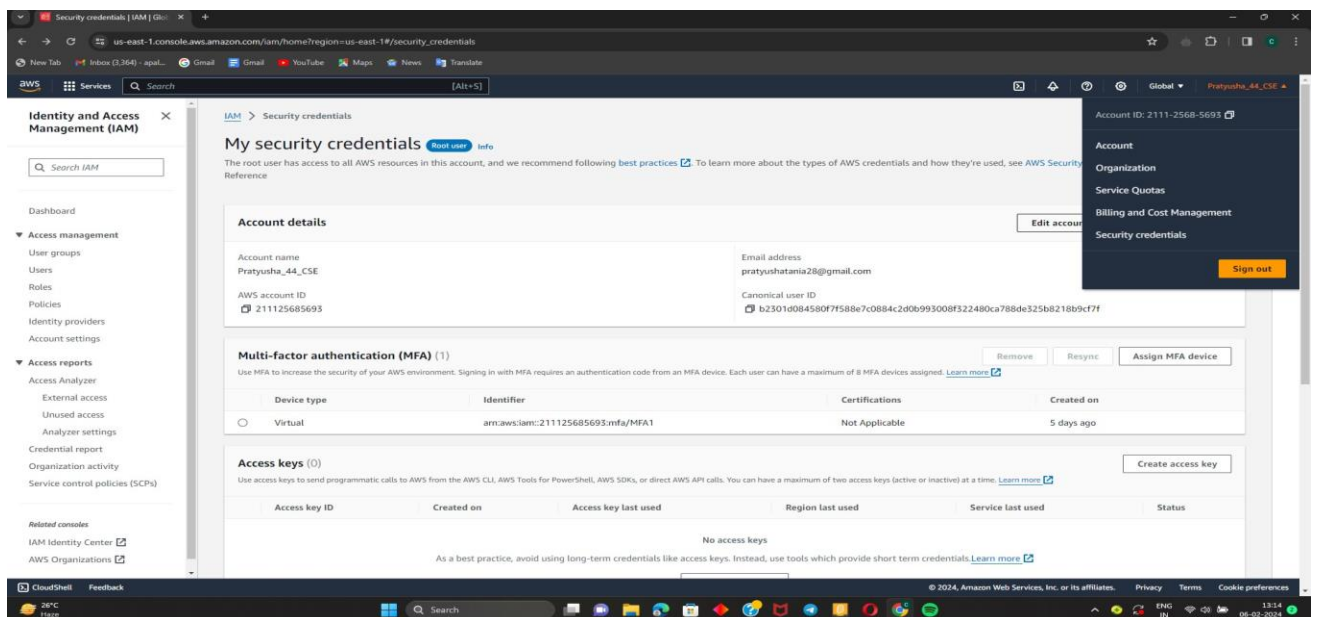 Security credentials | IAM | Glo
us-east-1.console.aws.amazon.com/iam/home?region=us-east-1#/security_credentials
New Tab Inbox (3,364) - apal... Gmail Gmail YouTube Maps News Translate
aws Services Search [Alt+S] Global Pratyusha_44_CSE
Account ID: 2111-2568-5693
Account
Organization
Service Quotas
Billing and Cost Management
Security credentials
Sign out
Identity and Access
Management (IAM)
Search IAM
Dashboard
Access management
User groups
Users
Roles
Policies
Identity providers
Account settings
Access reports
Access Analyzer
External access
Unused access
Analyzer settings
Credential report
Organization activity
Service control policies (SCPs)
Related consoles
IAM Identity Center
AWS Organizations
IAM > Security credentials
My security credentials Root user Info
The root user has access to all AWS resources in this account, and we recommend following best practices. To learn more about the types of AWS credentials and how they're used, see AWS Security
Reference
Account details Edit accour
Account name Email address
Pratyusha_44_CSE pratyushatania28@gmail.com
AWS account ID Canonical user ID
211125685693 b2301d084580f7f588e7c0884c2d0b993008f322480ca788de325b8218b9cf7f
Multi-factor authentication (MFA) (1) Remove Resync Assign MFA device
Use MFA to increase the security of your AWS environment. Signing in with MFA requires an authentication code from an MFA device. Each user can have a maximum of 8 MFA devices assigned. Learn more
Device type Identifier Certifications Created on
Virtual arn:aws:iam::211125685693:mfa/MFA1 Not Applicable 5 days ago
Access keys (0) Create access key
Use access keys to send programmatic calls to AWS from the AWS CLI, AWS Tools for PowerShell, AWS SDKs, or direct AWS API calls. You can have a maximum of two access keys (active or inactive) at a time. Learn more
Access key ID Created on Access key last used Region last used Service last used Status
No access keys
As a best practice, avoid using long-term credentials like access keys. Instead, use tools which provide short term credentials. Learn more
CloudShell Feedback © 2024, Amazon Web Services, Inc. or its affiliates. Privacy Terms Cookie preferences
26°C
Haze
Search
ENG
IN
13:14
06-02-2024